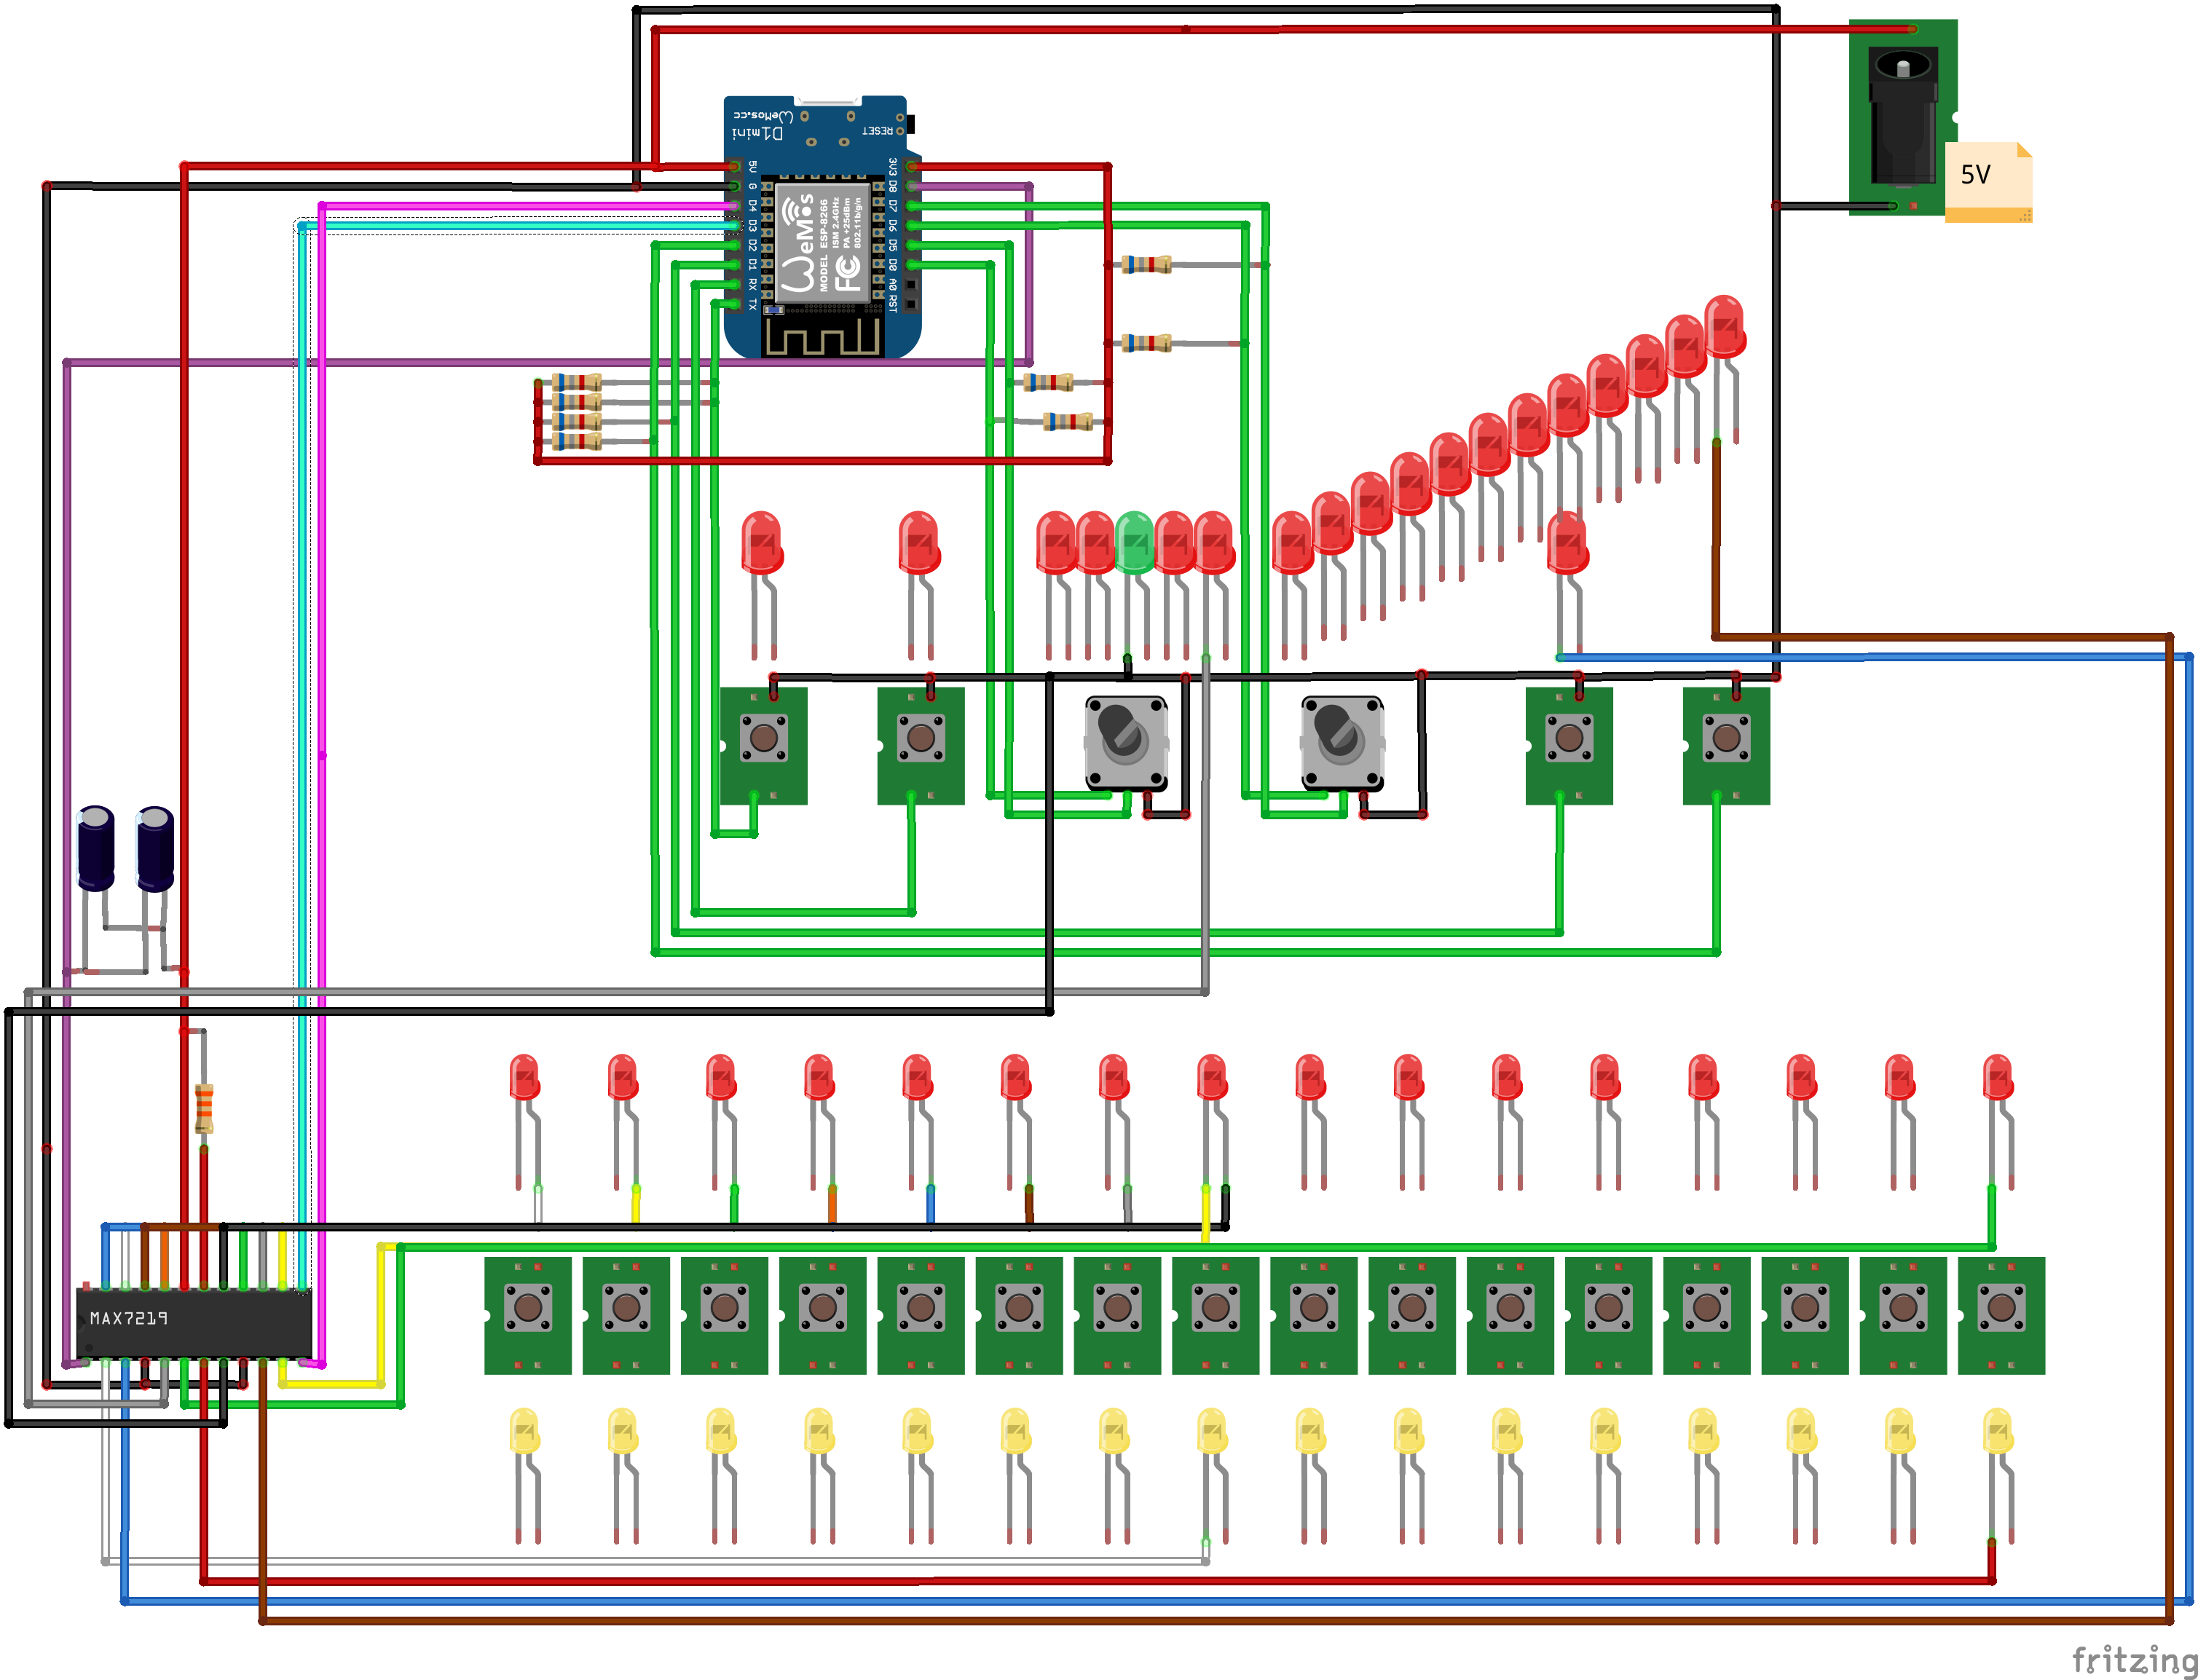 WeMos.cc
D1mini
RESET
5V
G
D4
D3
D2
D1
RX
TX
3V3
D8
D7
D6
D5
D0
A0
RST
WeMos
MODEL ESP-8266
ISM 2.4GHz
PA +25dBm
802.11b/g/n
FC
5V
MAX7219
fritzing